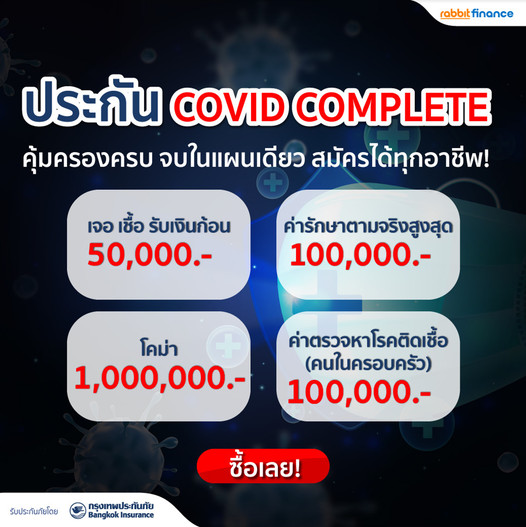 rabbit finance
ประกัน COVID COMPLETE
คุ้มครองครบ จบในแผนเดียว สมัครได้ทุกอาชีพ!
เจอ เชื้อ รับเงินก้อน
50,000.-
ค่ารักษาตามจริงสูงสุด
100,000.-
โคม่า
1,000,000.-
ค่าตรวจหาโรคติดเชื้อ
(คนในครอบครัว)
100,000.-
ซื้อเลย!
รับประกันภัยโดย
กรุงเทพประกันภัย
Bangkok Insurance